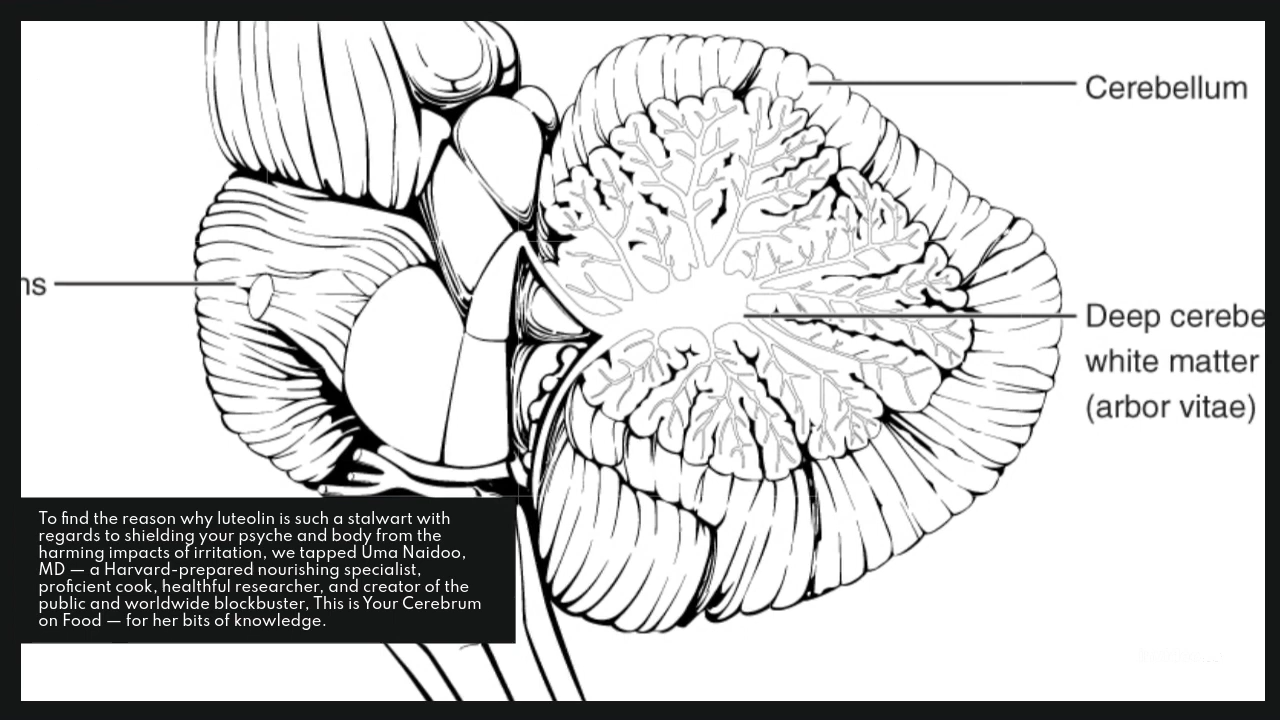 Cerebellum
ns
Deep cerebe
white matter
(arbor vitae)
To find the reason why luteolin is such a stalwart with
regards to shielding your psyche and body from the
harming impacts of irritation, we tapped Uma Naidoo,
MD — a Harvard-prepared nourishing specialist,
proficient cook, healthful researcher, and creator of the
public and worldwide blockbuster, This is Your Cerebrum
on Food — for her bits of knowledge.